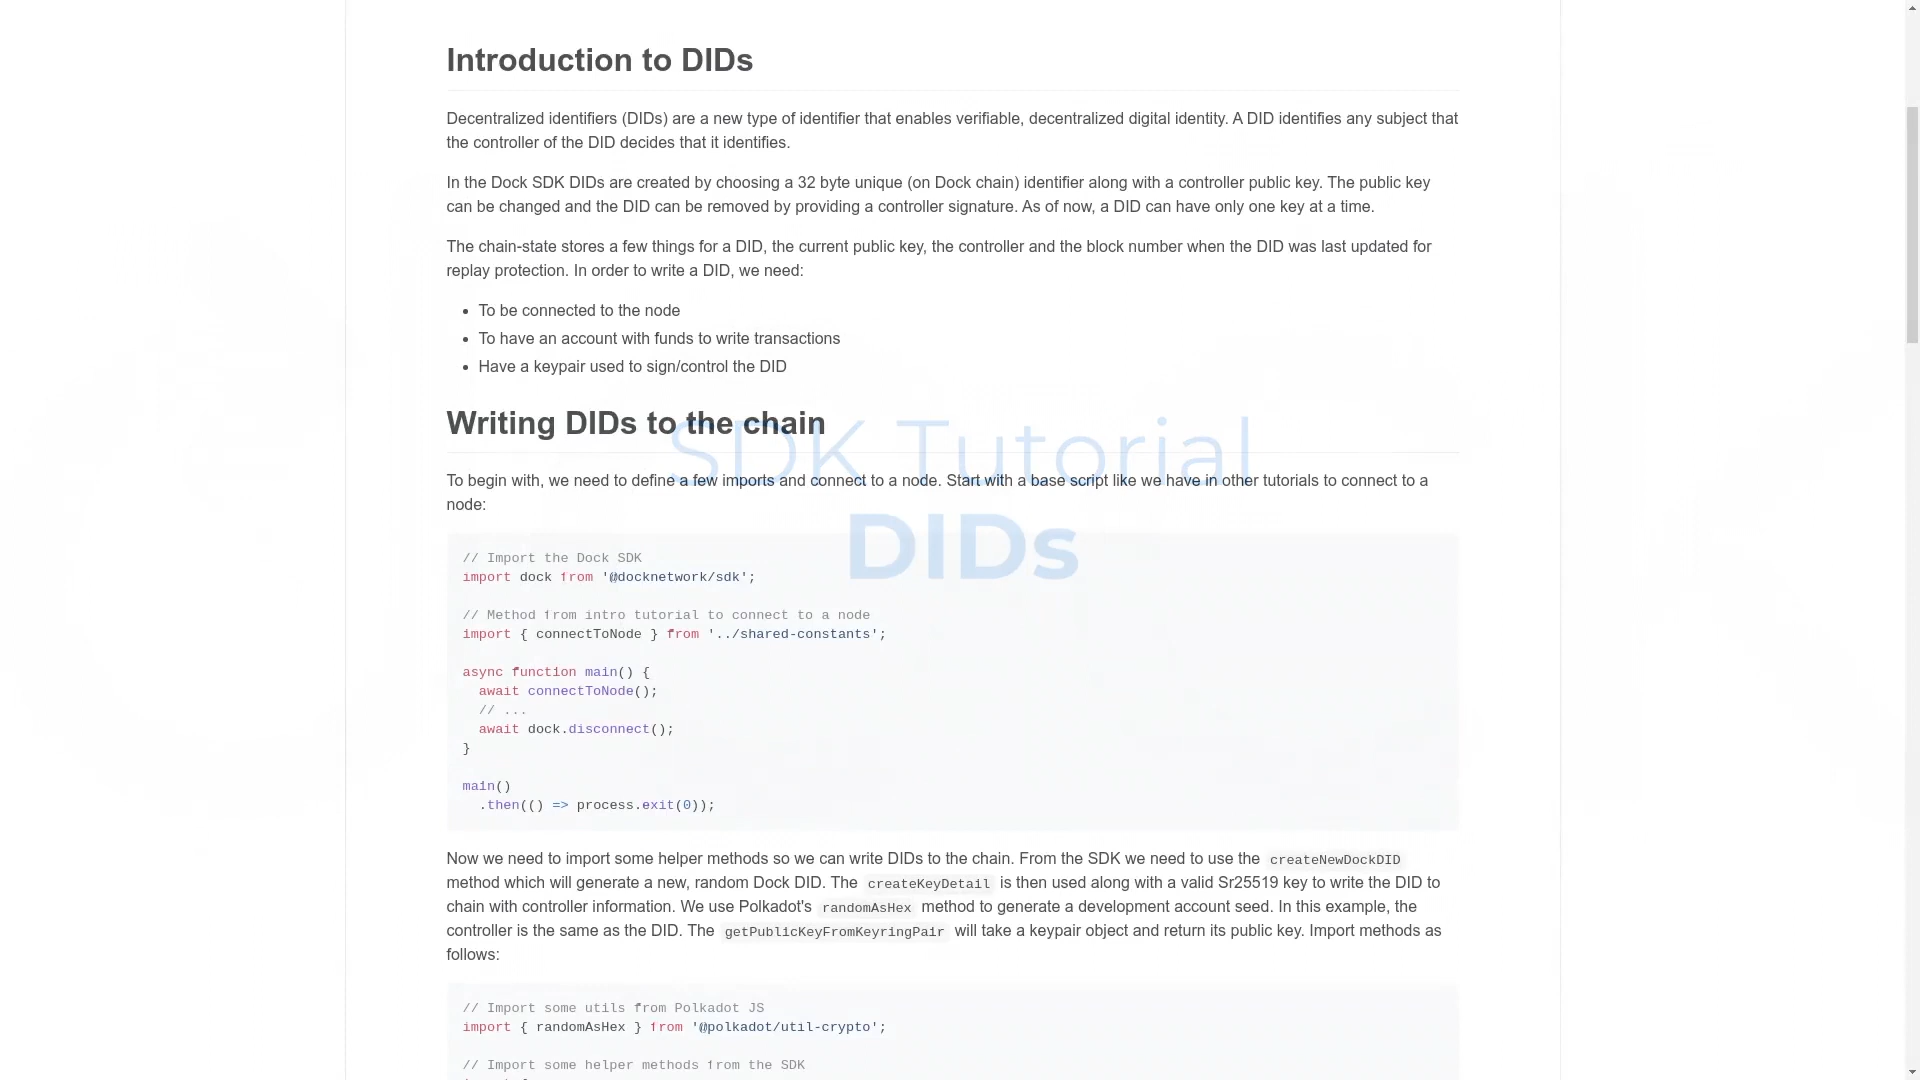 Introduction to DIDs
Decentralized identifiers (DIDs) are a new type of identifier that enables verifiable, decentralized digital identity. A DID identifies any subject that
the controller of the DID decides that it identifies.
In the Dock SDK DIDs are created by choosing a 32 byte unique (on Dock chain) identifier along with a controller public key. The public key
can be changed and the DID can be removed by providing a controller signature. As of now, a DID can have only one key at a time.
The chain-state stores a few things for a DID, the current public key, the controller and the block number when the DID was last updated for
replay protection. In order to write a DID, we need:
• To be connected to the node
• To have an account with funds to write transactions
• Have a keypair used to sign/control the DID
Writing DIDs to the chain
SDK Tutorial
DIDs
To begin with, we need to define a few imports and connect to a node. Start with a base script like we have in other tutorials to connect to a
node:
// Import the Dock SDK
import dock from '@docknetwork/sdk';
// Method from intro tutorial to connect to a node
import { connectToNode } from '../shared-constants';
async function main() {
  await connectToNode();
  // ...
  await dock.disconnect();
}
main()
  .then(() => process.exit(0));
Now we need to import some helper methods so we can write DIDs to the chain. From the SDK we need to use the createNewDockDID
method which will generate a new, random Dock DID. The createKeyDetail is then used along with a valid Sr25519 key to write the DID to
chain with controller information. We use Polkadot's randomAsHex method to generate a development account seed. In this example, the
controller is the same as the DID. The getPublicKeyFromKeyringPair will take a keypair object and return its public key. Import methods as
follows:
// Import some utils from Polkadot JS
import { randomAsHex } from '@polkadot/util-crypto';
// Import some helper methods from the SDK